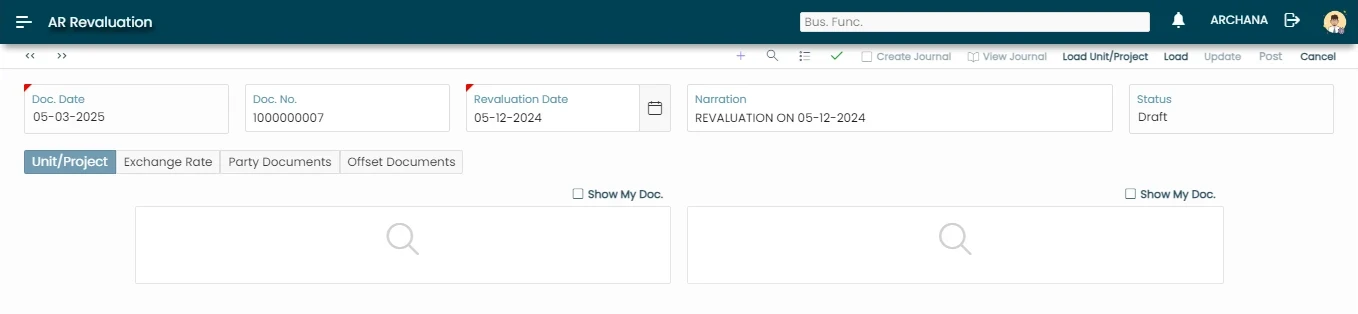 AR Revaluation
Bus. Func.
ARCHANA
<< >>
Create Journal View Journal Load Unit/Project Load Update Post Cancel
Doc. Date
05-03-2025
Doc. No.
1000000007
Revaluation Date
05-12-2024
Narration
REVALUATION ON 05-12-2024
Status
Draft
Unit/Project Exchange Rate Party Documents Offset Documents
Show My Doc. Show My Doc.